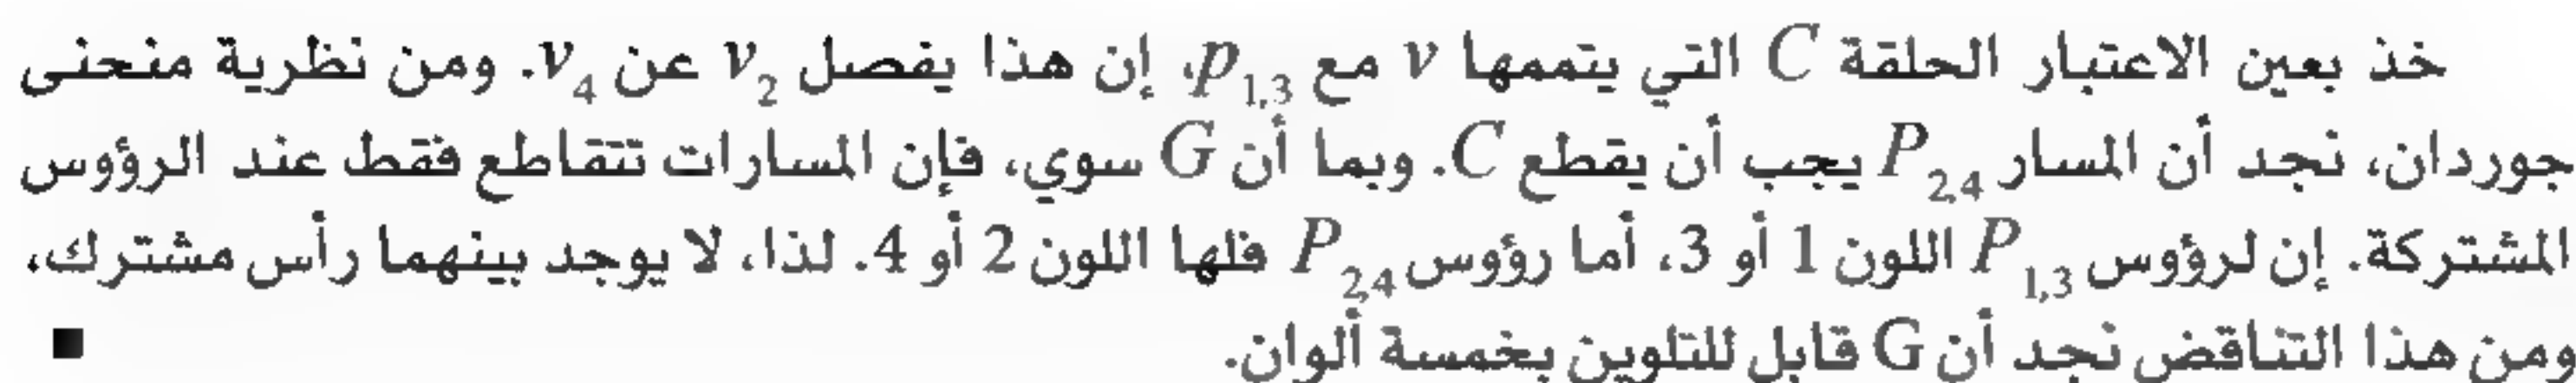 خذ بعين الاعتبار الحلقة C التي يتممها v مع p₁,₃، إن هذا يفصل v₂ عن v₄. ومن نظرية منحنى
جوردان، نجد أن المسار P₂,₄ يجب أن يقطع C. وبما أن G سوي، فإن المسارات تتقاطع فقط عند الرؤوس
المشتركة. إن لرؤوس P₁,₃ اللون 1 أو 3، أما رؤوس P₂,₄ فلها اللون 2 أو 4. لذا، لا يوجد بينهما رأس مشترك،
ومن هذا التناقض نجد أن G قابل للتلوين بخمسة ألوان. ■